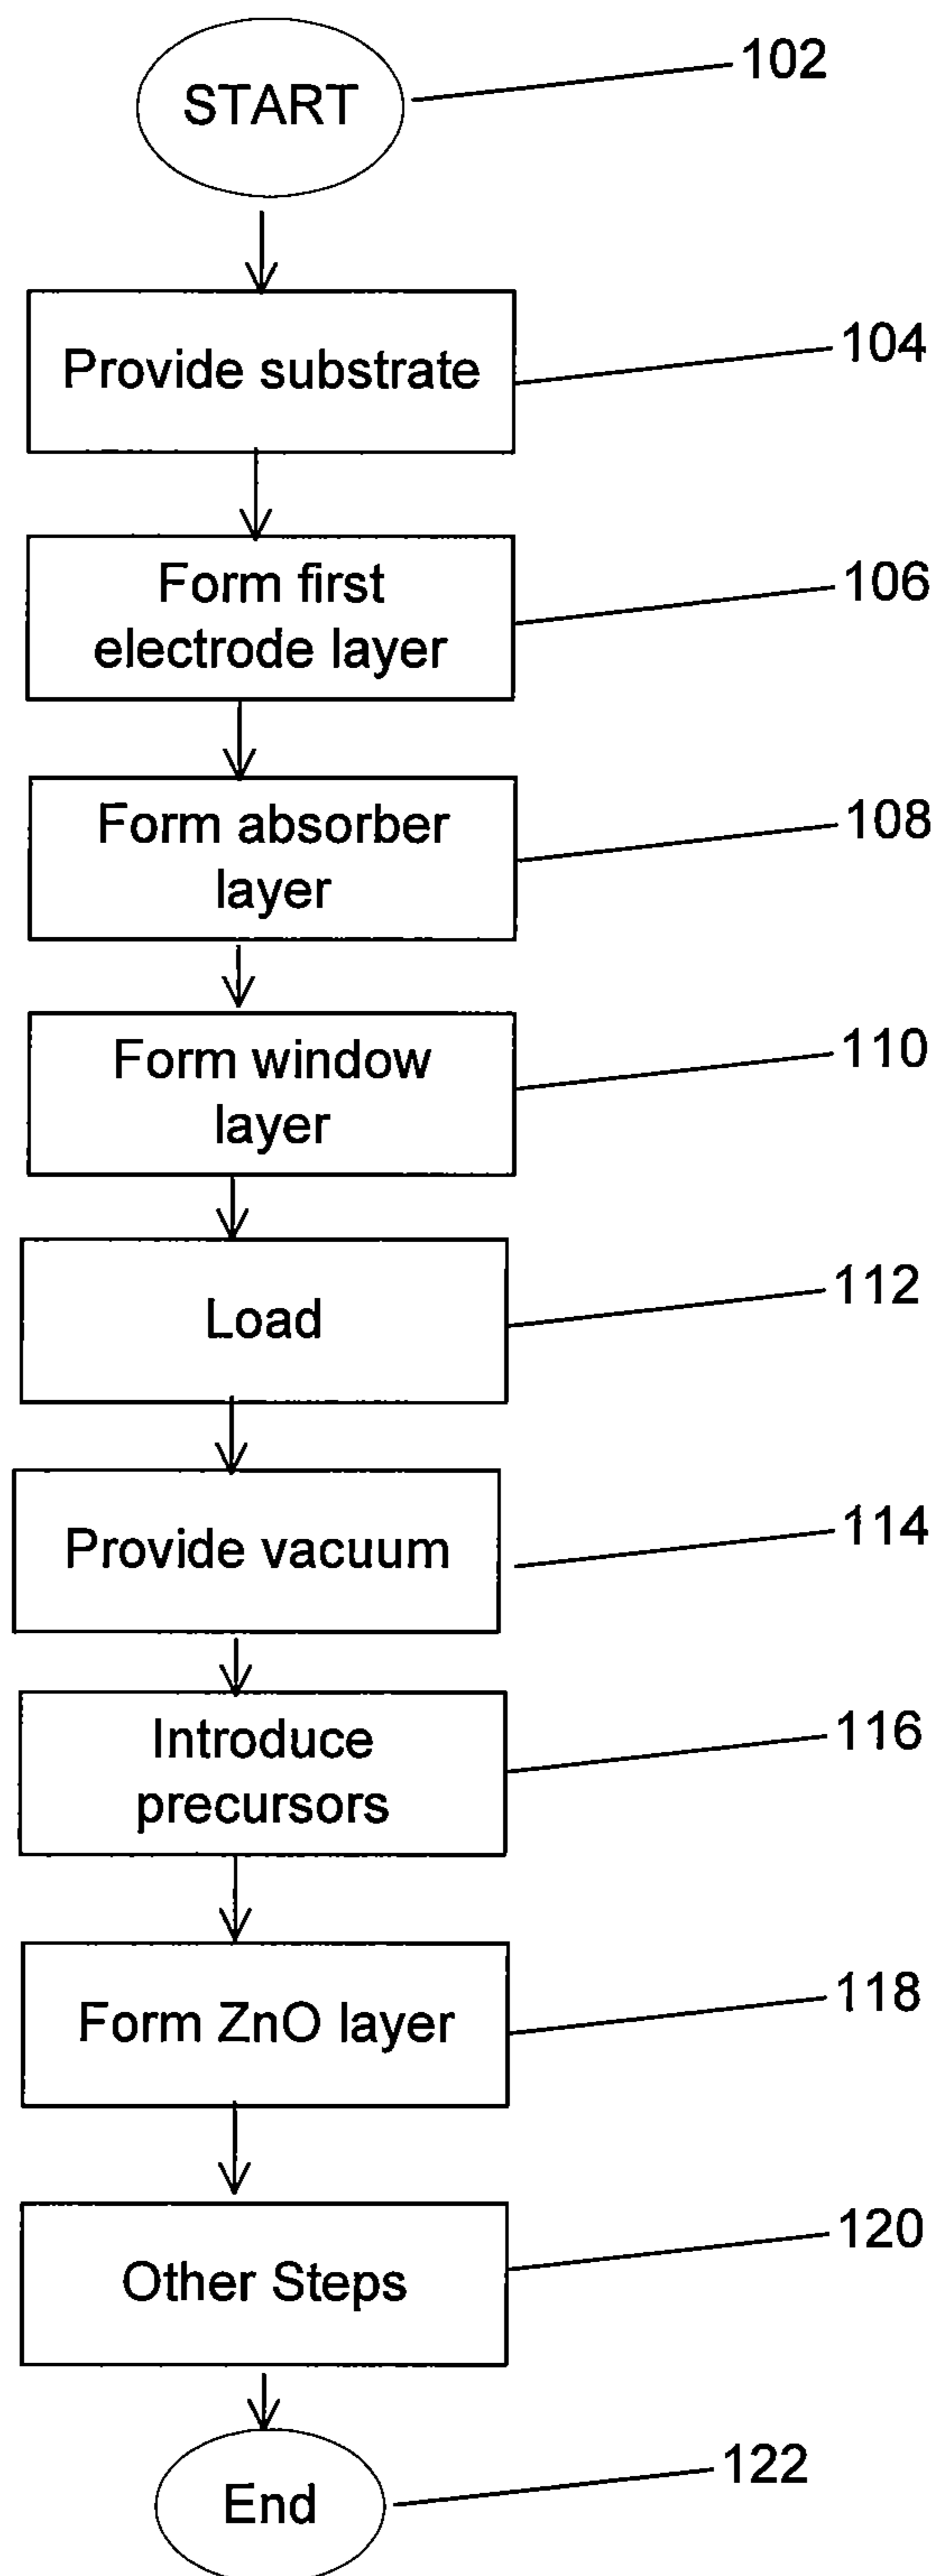 START
102
Provide substrate
104
Form first
electrode layer
106
Form absorber
layer
108
Form window
layer
110
Load
112
Provide vacuum
114
Introduce
precursors
116
Form ZnO layer
118
Other Steps
120
End
122